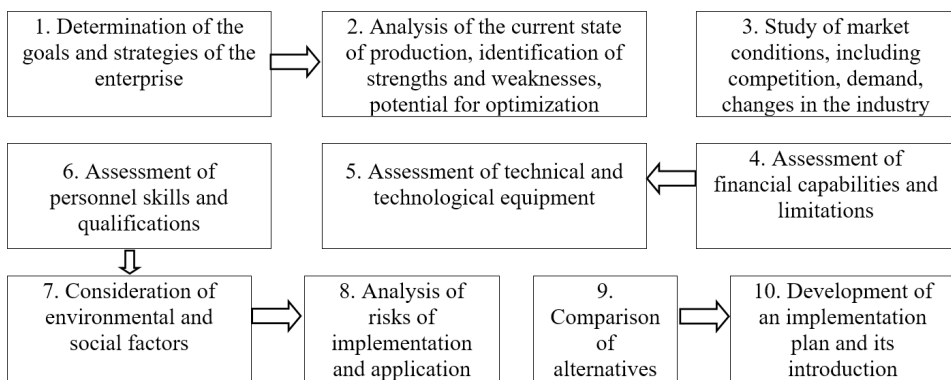 1. Determination of the
goals and strategies of the
enterprise
2. Analysis of the current state
of production, identification of
strengths and weaknesses,
potential for optimization
3. Study of market
conditions, including
competition, demand,
changes in the industry
6. Assessment of
personnel skills and
qualifications
5. Assessment of technical and
technological equipment
4. Assessment of
financial capabilities and
limitations
7. Consideration of
environmental and
social factors
8. Analysis of
risks of
implementation
and application
9.
Comparison
of
alternatives
10. Development of
an implementation
plan and its
introduction